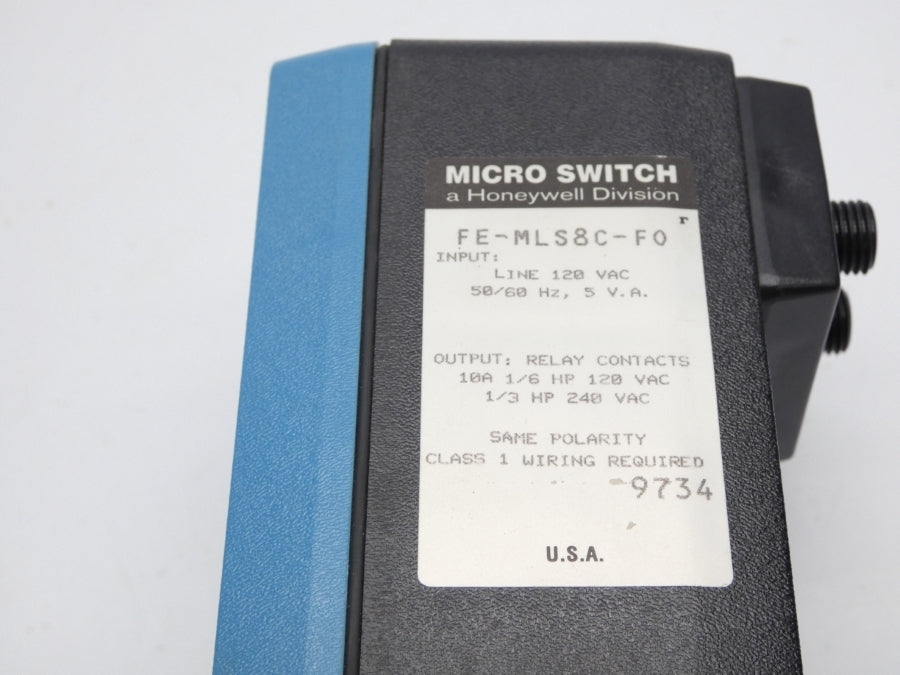 MICRO SWITCH
a Honeywell Division
r
FE-MLS8C-FO
INPUT:
LINE 120 VAC
50/60 Hz, 5 V.A.
OUTPUT: RELAY CONTACTS
10A 1/6 HP 120 VAC
1/3 HP 240 VAC
SAME POLARITY
CLASS 1 WIRING REQUIRED
9734
U.S.A.